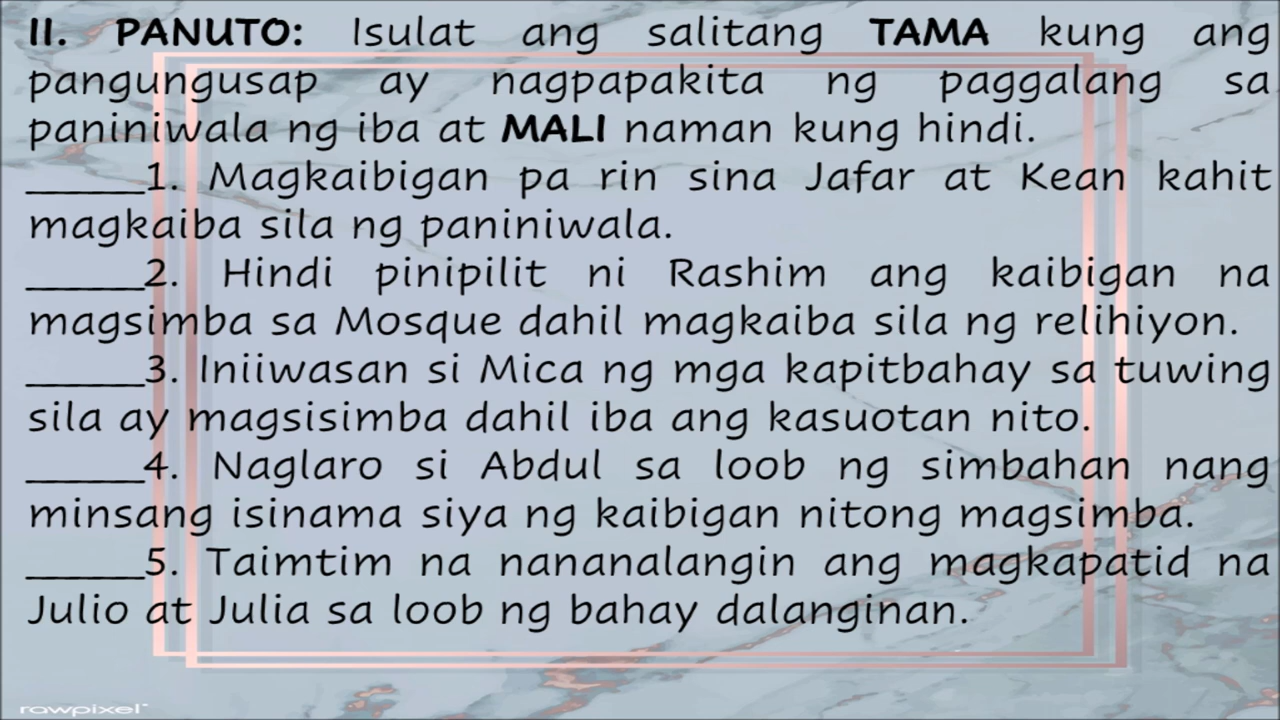 II. PANUTO: Isulat ang salitang TAMA kung ang
pangungusap ay nagpapakita ng paggalang sa
paniniwala ng iba at MALI naman kung hindi.
______1. Magkaibigan pa rin sina Jafar at Kean kahit
magkaiba sila ng paniniwala.
______2. Hindi pinipilit ni Rashim ang kaibigan na
magsimba sa Mosque dahil magkaiba sila ng relihiyon.
______3. Iniiwasan si Mica ng mga kapitbahay sa tuwing
sila ay magsisimba dahil iba ang kasuotan nito.
______4. Naglaro si Abdul sa loob ng simbahan nang
minsang isinama siya ng kaibigan nitong magsimba.
______5. Taimtim na nananalangin ang magkapatid na
Julio at Julia sa loob ng bahay dalanginan.
rawpixel